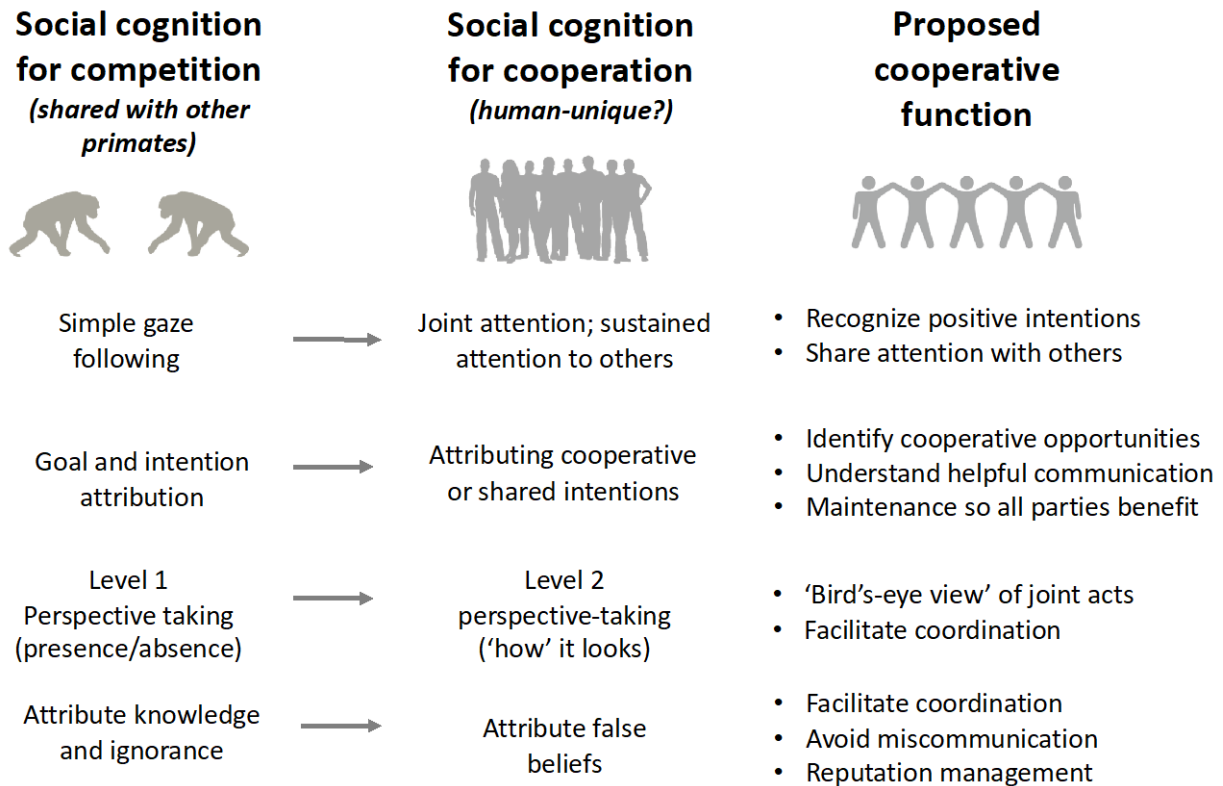 Social cognition
for competition
(shared with other
primates)
Social cognition
for cooperation
(human-unique?)
Proposed
cooperative
function
Simple gaze
following
Joint attention; sustained
attention to others
• Recognize positive intentions
• Share attention with others
Goal and intention
attribution
Attributing cooperative
or shared intentions
• Identify cooperative opportunities
• Understand helpful communication
• Maintenance so all parties benefit
Level 1
Perspective taking
(presence/absence)
Level 2
perspective-taking
(‘how’ it looks)
• ‘Bird’s-eye view’ of joint acts
• Facilitate coordination
Attribute knowledge
and ignorance
Attribute false
beliefs
• Facilitate coordination
• Avoid miscommunication
• Reputation management